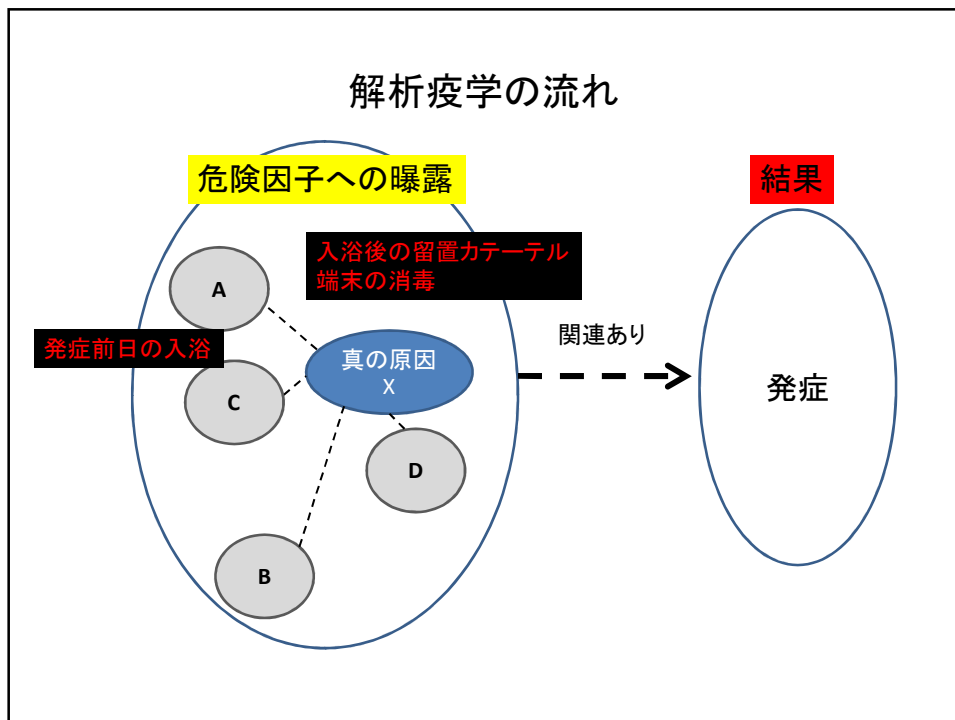 解析疫学の流れ
危険因子への曝露
結果
入浴後の留置カテーテル
端末の消毒
A
発症前日の入浴
関連あり
真の原因
X
発症
C
D
B